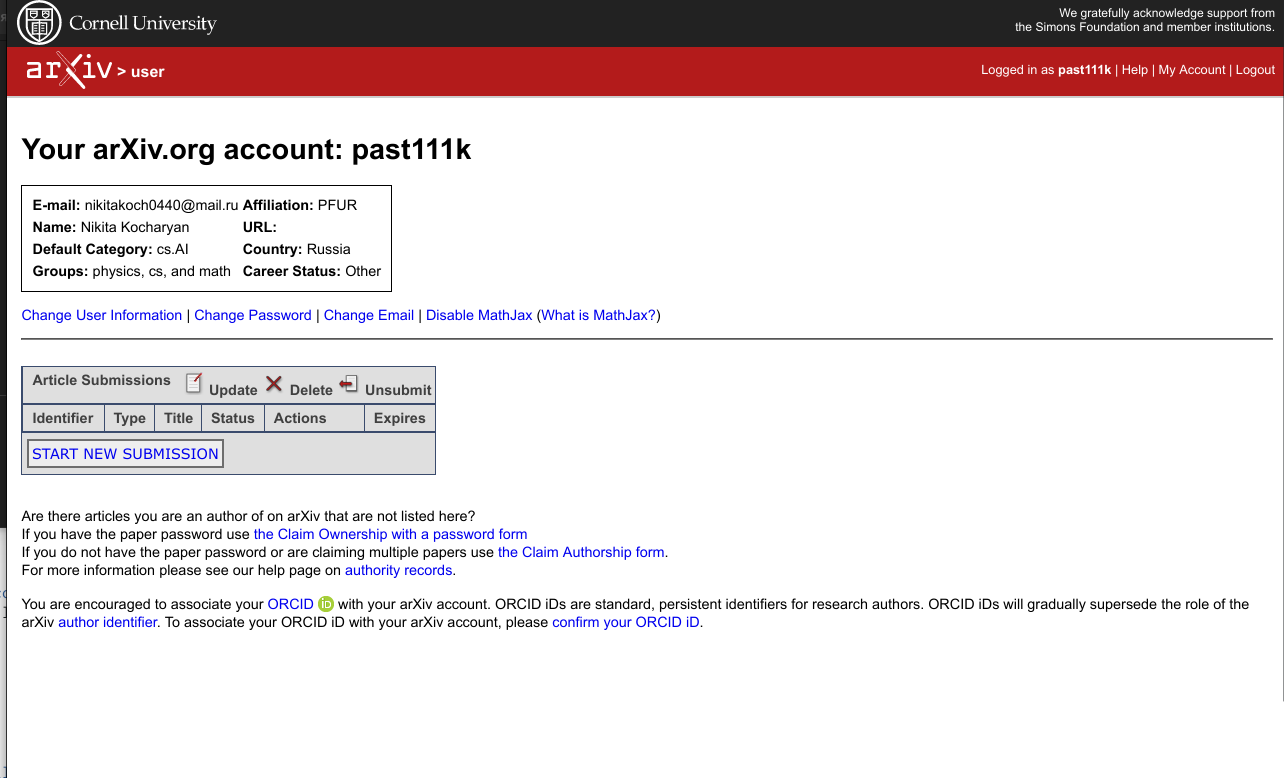 Cornell University
We gratefully acknowledge support from
the Simons Foundation and member institutions.
arXiv > user
Logged in as past111k | Help | My Account | Logout
Your arXiv.org account: past111k
E-mail: nikitakoch0440@mail.ru Affiliation: PFUR
Name: Nikita Kocharyan URL:
Default Category: cs.AI Country: Russia
Groups: physics, cs, and math Career Status: Other
Change User Information | Change Password | Change Email | Disable MathJax (What is MathJax?)
Article Submissions Update Delete Unsubmit
Identifier Type Title Status Actions Expires
START NEW SUBMISSION
Are there articles you are an author of on arXiv that are not listed here?
If you have the paper password use the Claim Ownership with a password form
If you do not have the paper password or are claiming multiple papers use the Claim Authorship form.
For more information please see our help page on authority records.
You are encouraged to associate your ORCID iD with your arXiv account. ORCID iDs are standard, persistent identifiers for research authors. ORCID iDs will gradually supersede the role of the
arXiv author identifier. To associate your ORCID iD with your arXiv account, please confirm your ORCID iD.